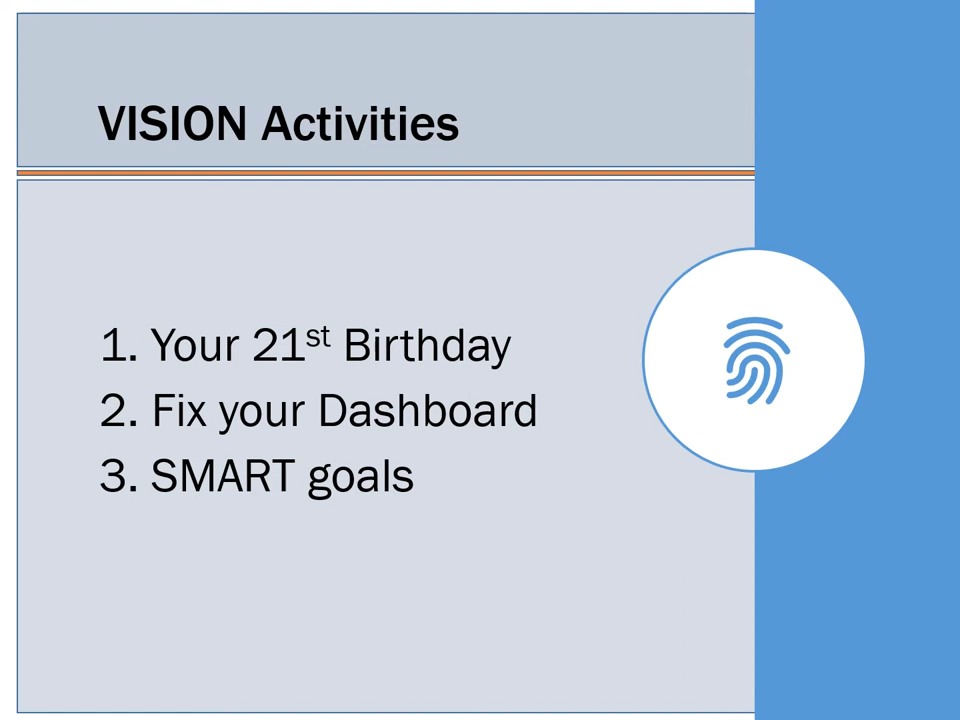 VISION Activities
1. Your 21st Birthday
2. Fix your Dashboard
3. SMART goals